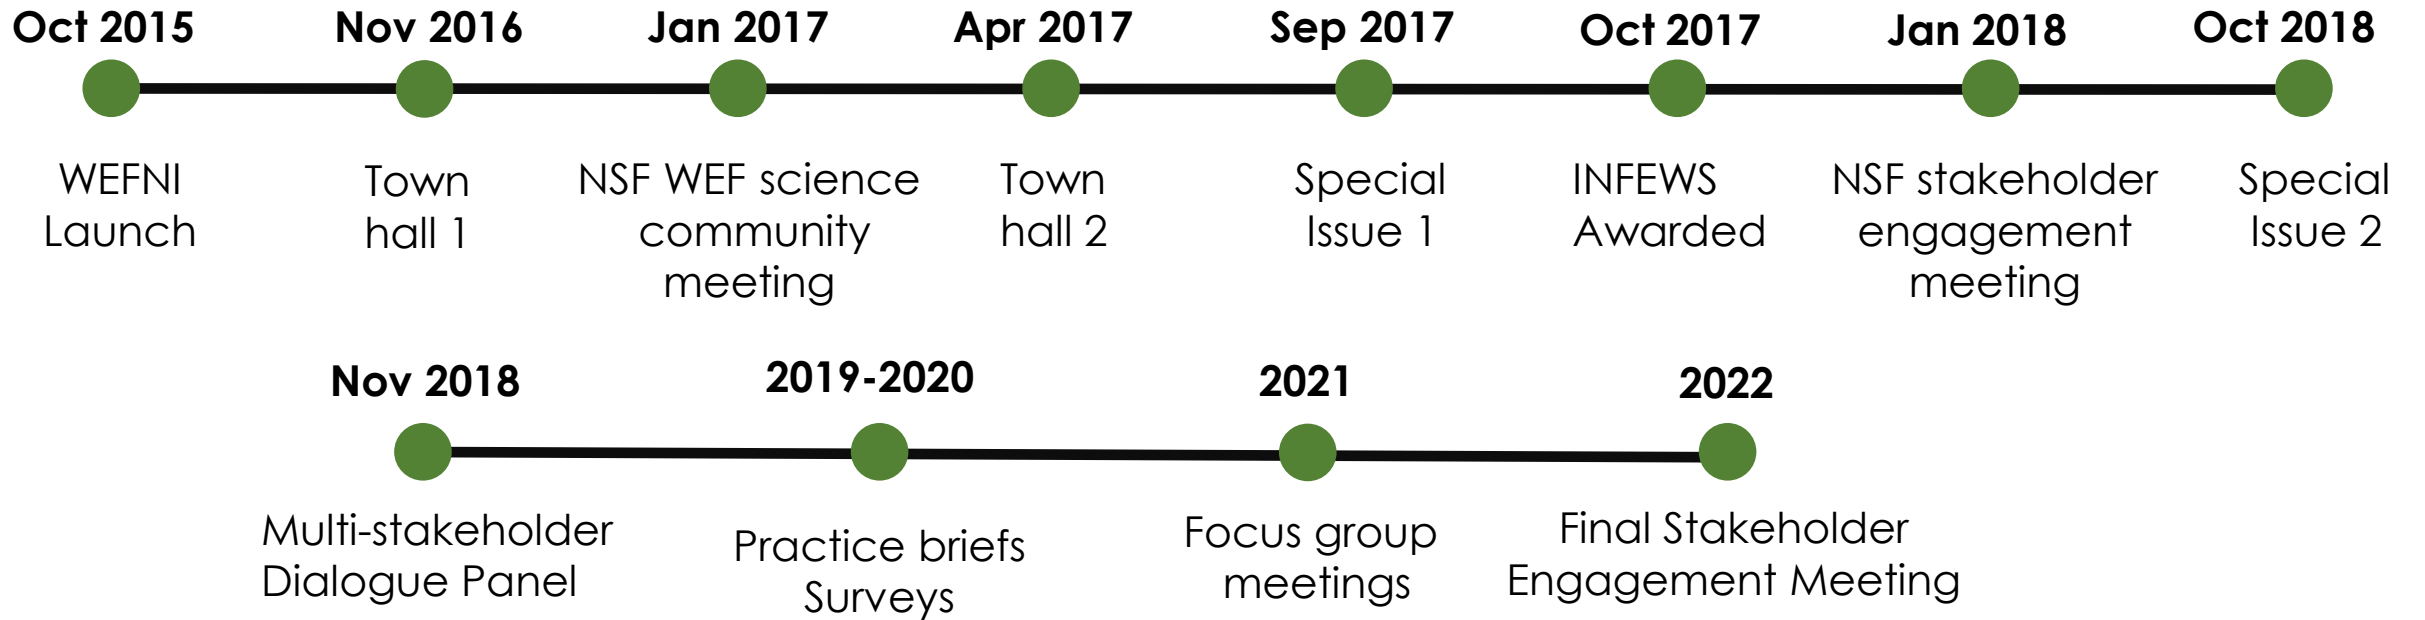 Oct 2015
Nov 2016
Jan 2017
Apr 2017
Sep 2017
Oct 2017
Jan 2018
Oct 2018
WEFNI
Launch
Town
hall 1
NSF WEF science
community
meeting
Town
hall 2
Special
Issue 1
INFEWS
Awarded
NSF stakeholder
engagement
meeting
Special
Issue 2
Nov 2018
2019-2020
2021
2022
Multi-stakeholder
Dialogue Panel
Practice briefs
Surveys
Focus group
meetings
Final Stakeholder
Engagement Meeting